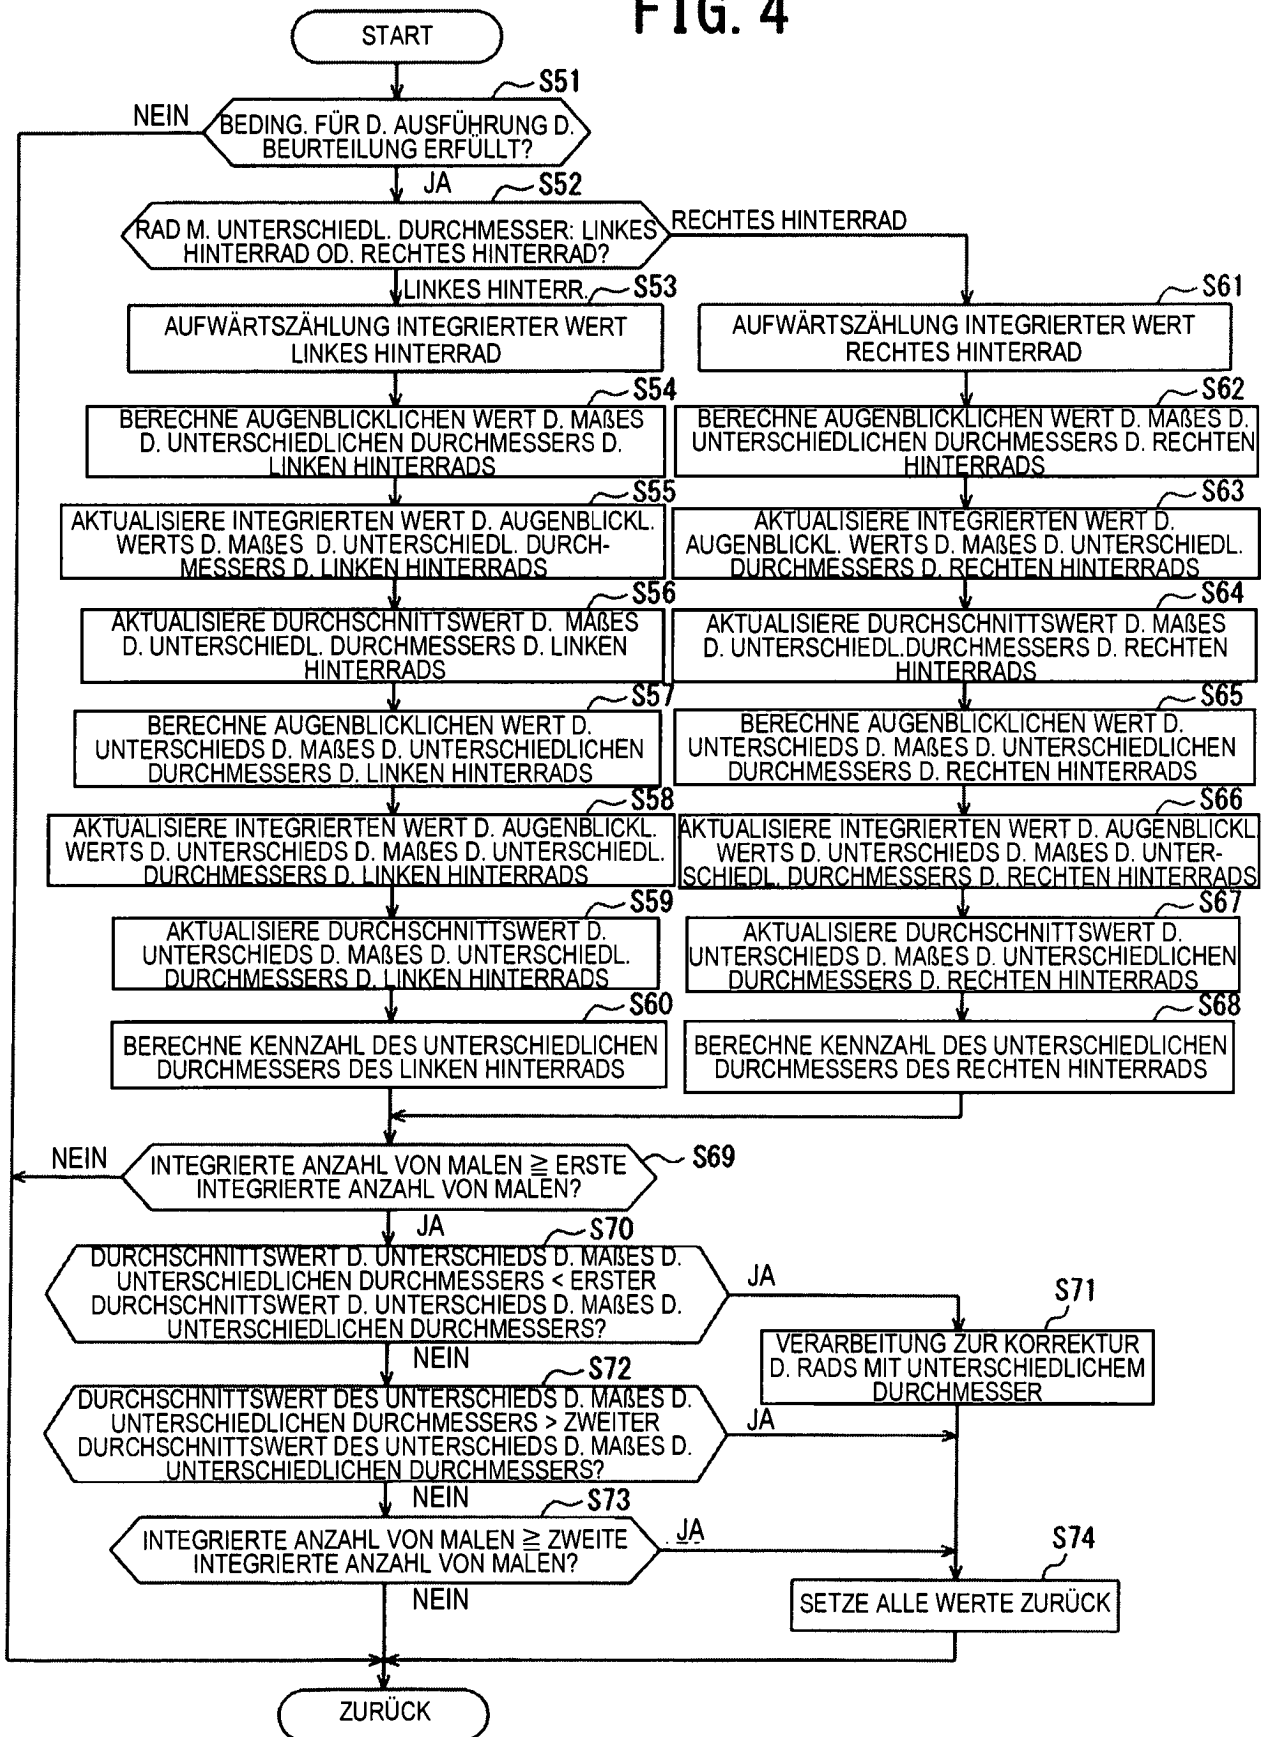 FIG. 4
START
S51
NEIN
BEDING. FÜR D. AUSFÜHRUNG D.
BEURTEILUNG ERFÜLLT?
JA
S52
RAD M. UNTERSCHIEDL. DURCHMESSER: LINKES
HINTERRAD OD. RECHTES HINTERRAD?
RECHTES HINTERRAD
LINKES HINTERR.
S53
AUFWÄRTSZÄHLUNG INTEGRIERTER WERT
LINKES HINTERRAD
S61
AUFWÄRTSZÄHLUNG INTEGRIERTER WERT
RECHTES HINTERRAD
S54
BERECHNE AUGENBLICKLICHEN WERT D. MAßES
D. UNTERSCHIEDLICHEN DURCHMESSERS D.
LINKEN HINTERRADS
S62
BERECHNE AUGENBLICKLICHEN WERT D. MAßES D.
UNTERSCHIEDLICHEN DURCHMESSERS D. RECHTEN
HINTERRADS
S55
AKTUALISIERE INTEGRIERTEN WERT D. AUGENBLICKL.
WERTS D. MAßES D. UNTERSCHIEDL. DURCH-
MESSERS D. LINKEN HINTERRADS
S63
AKTUALISIERE INTEGRIERTEN WERT D.
AUGENBLICKL. WERTS D. MAßES D. UNTERSCHIEDL.
DURCHMESSERS D. RECHTEN HINTERRADS
S56
AKTUALISIERE DURCHSCHNITTSWERT D. MAßES
D. UNTERSCHIEDL. DURCHMESSERS D. LINKEN
HINTERRADS
S64
AKTUALISIERE DURCHSCHNITTSWERT D. MAßES
D. UNTERSCHIEDL.DURCHMESSERS D. RECHTEN
HINTERRADS
S57
BERECHNE AUGENBLICKLICHEN WERT D.
UNTERSCHIEDS D. MAßES D. UNTERSCHIEDLICHEN
DURCHMESSERS D. LINKEN HINTERRADS
S65
BERECHNE AUGENBLICKLICHEN WERT D.
UNTERSCHIEDS D. MAßES D. UNTERSCHIEDLICHEN
DURCHMESSERS D. RECHTEN HINTERRADS
S58
AKTUALISIERE INTEGRIERTEN WERT D. AUGENBLICKL.
WERTS D. UNTERSCHIEDS D. MAßES D. UNTERSCHIEDL.
DURCHMESSERS D. LINKEN HINTERRADS
S66
AKTUALISIERE INTEGRIERTEN WERT D. AUGENBLICKL.
WERTS D. UNTERSCHIEDS D. MAßES D. UNTER-
SCHIEDL. DURCHMESSERS D. RECHTEN HINTERRADS
S59
AKTUALISIERE DURCHSCHNITTSWERT D.
UNTERSCHIEDS D. MAßES D. UNTERSCHIEDL.
DURCHMESSERS D. LINKEN HINTERRADS
S67
AKTUALISIERE DURCHSCHNITTSWERT D.
UNTERSCHIEDS D. MAßES D. UNTERSCHIEDLICHEN
DURCHMESSERS D. RECHTEN HINTERRADS
S60
BERECHNE KENNZAHL DES UNTERSCHIEDLICHEN
DURCHMESSERS DES LINKEN HINTERRADS
S68
BERECHNE KENNZAHL DES UNTERSCHIEDLICHEN
DURCHMESSERS DES RECHTEN HINTERRADS
NEIN
INTEGRIERTE ANZAHL VON MALEN ≧ ERSTE
INTEGRIERTE ANZAHL VON MALEN?
S69
JA
S70
DURCHSCHNITTSWERT D. UNTERSCHIEDS D. MAßES D.
UNTERSCHIEDLICHEN DURCHMESSERS < ERSTER
DURCHSCHNITTSWERT D. UNTERSCHIEDS D. MAßES D.
UNTERSCHIEDLICHEN DURCHMESSERS?
JA
S71
VERARBEITUNG ZUR KORREKTUR
D. RADS MIT UNTERSCHIEDLICHEM
DURCHMESSER
NEIN
S72
DURCHSCHNITTSWERT DES UNTERSCHIEDS D. MAßES D.
UNTERSCHIEDLICHEN DURCHMESSERS > ZWEITER
DURCHSCHNITTSWERT DES UNTERSCHIEDS D. MAßES D.
UNTERSCHIEDLICHEN DURCHMESSERS?
JA
NEIN
S73
INTEGRIERTE ANZAHL VON MALEN ≧ ZWEITE
INTEGRIERTE ANZAHL VON MALEN?
JA
S74
SETZE ALLE WERTE ZURÜCK
NEIN
ZURÜCK